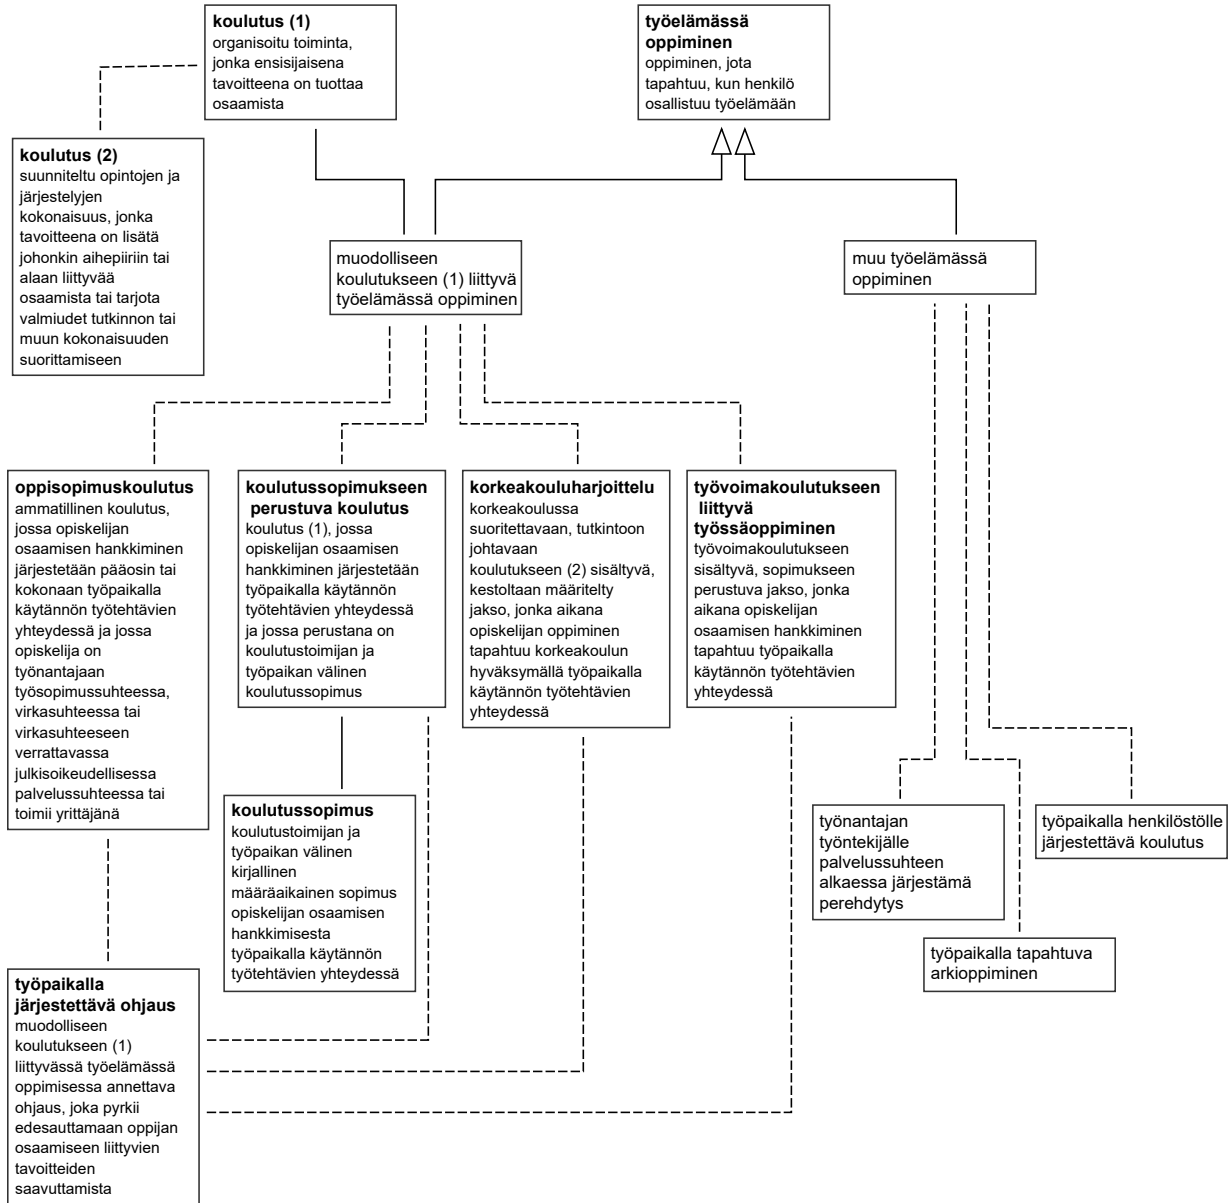 koulutus (1)
organisoitu toiminta,
jonka ensisijaisena
tavoitteena on tuottaa
osaamista
työelämässä
oppiminen
oppiminen, jota
tapahtuu, kun henkilö
osallistuu työelämään
koulutus (2)
suunniteltu opintojen ja
järjestelyjen
kokonaisuus, jonka
tavoitteena on lisätä
johonkin aihepiiriin tai
alaan liittyvää
osaamista tai tarjota
valmiudet tutkinnon tai
muun kokonaisuuden
suorittamiseen
muodolliseen
koulutukseen (1) liittyvä
työelämässä oppiminen
muu työelämässä
oppiminen
oppisopimuskoulutus
ammatillinen koulutus,
jossa opiskelijan
osaamisen hankkiminen
järjestetään pääosin tai
kokonaan työpaikalla
käytännön työtehtävien
yhteydessä ja jossa
opiskelija on
työnantajaan
työsopimussuhteessa,
virkasuhteessa tai
virkasuhteeseen
verrattavassa
julkisoikeudellisessa
palvelussuhteessa tai
toimii yrittäjänä
koulutussopimukseen
perustuva koulutus
koulutus (1), jossa
opiskelijan osaamisen
hankkiminen järjestetään
työpaikalla käytännön
työtehtävien yhteydessä
ja jossa perustana on
koulutustoimijan ja
työpaikan välinen
koulutussopimus
korkeakouluharjoittelu
korkeakoulussa
suoritettavaan, tutkintoon
johtavaan
koulutukseen (2) sisältyvä,
kestoltaan määritelty
jakso, jonka aikana
opiskelijan oppiminen
tapahtuu korkeakoulun
hyväksymällä työpaikalla
käytännön työtehtävien
yhteydessä
työvoimakoulutukseen
liittyvä
työssäoppiminen
työvoimakoulutukseen
sisältyvä, sopimukseen
perustuva jakso, jonka
aikana opiskelijan
osaamisen hankkiminen
tapahtuu työpaikalla
käytännön työtehtävien
yhteydessä
koulutussopimus
koulutustoimijan ja
työpaikan välinen
kirjallinen
määräaikainen sopimus
opiskelijan osaamisen
hankkimisesta
työpaikalla käytännön
työtehtävien yhteydessä
työnantajan
työntekijälle
palvelussuhteen
alkaessa järjestämä
perehdytys
työpaikalla henkilöstölle
järjestettävä koulutus
työpaikalla tapahtuva
arkioppiminen
työpaikalla
järjestettävä ohjaus
muodolliseen
koulutukseen (1)
liittyvässä työelämässä
oppimisessa annettava
ohjaus, joka pyrkii
edesauttamaan oppijan
osaamiseen liittyvien
tavoitteiden
saavuttamista